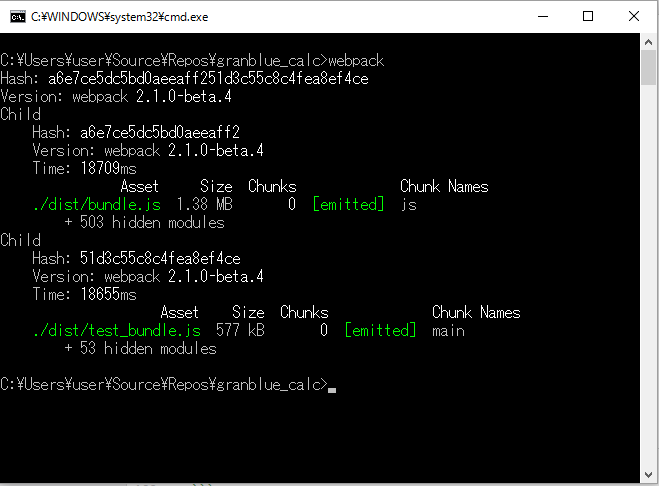 C:¥WINDOWS¥system32¥cmd.exe
C:¥Users¥user¥Source¥Repos¥granblue_calc>webpack
Hash: a6e7ce5dc5bd0aeeaff251d3c55c8c4fea8ef4ce
Version: webpack 2.1.0-beta.4
Child
Hash: a6e7ce5dc5bd0aeeaff2
Version: webpack 2.1.0-beta.4
Time: 18709ms
Asset Size Chunks Chunk Names
./dist/bundle.js 1.38 MB 0 [emitted] js
+ 503 hidden modules
Child
Hash: 51d3c55c8c4fea8ef4ce
Version: webpack 2.1.0-beta.4
Time: 18655ms
Asset Size Chunks Chunk Names
./dist/test_bundle.js 577 kB 0 [emitted] main
+ 53 hidden modules
C:¥Users¥user¥Source¥Repos¥granblue_calc>